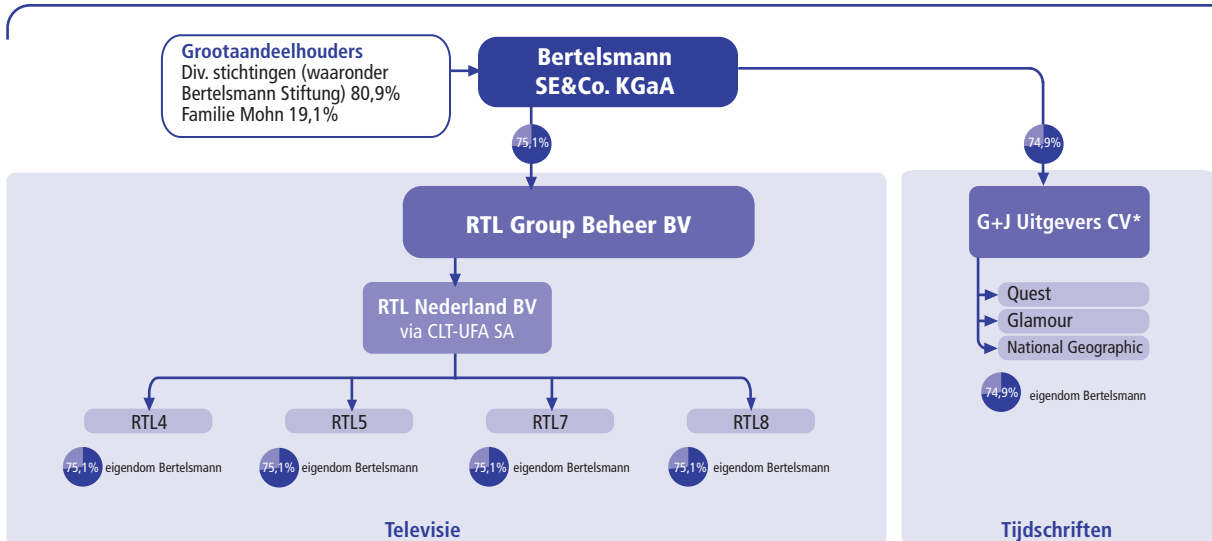 Grootaandeelhouders
Div. stichtingen (waaronder
Bertelsmann Stiftung) 80,9%
Familie Mohn 19,1%
Bertelsmann
SE&Co. KGaA
75,1%
74,9%
RTL Group Beheer BV
RTL Nederland BV
via CLT-UFA SA
RTL4
RTL5
RTL7
RTL8
75,1% eigendom Bertelsmann
75,1% eigendom Bertelsmann
75,1% eigendom Bertelsmann
75,1% eigendom Bertelsmann
Televisie
G+J Uitgevers CV*
Quest
Glamour
National Geographic
74,9% eigendom Bertelsmann
Tijdschriften